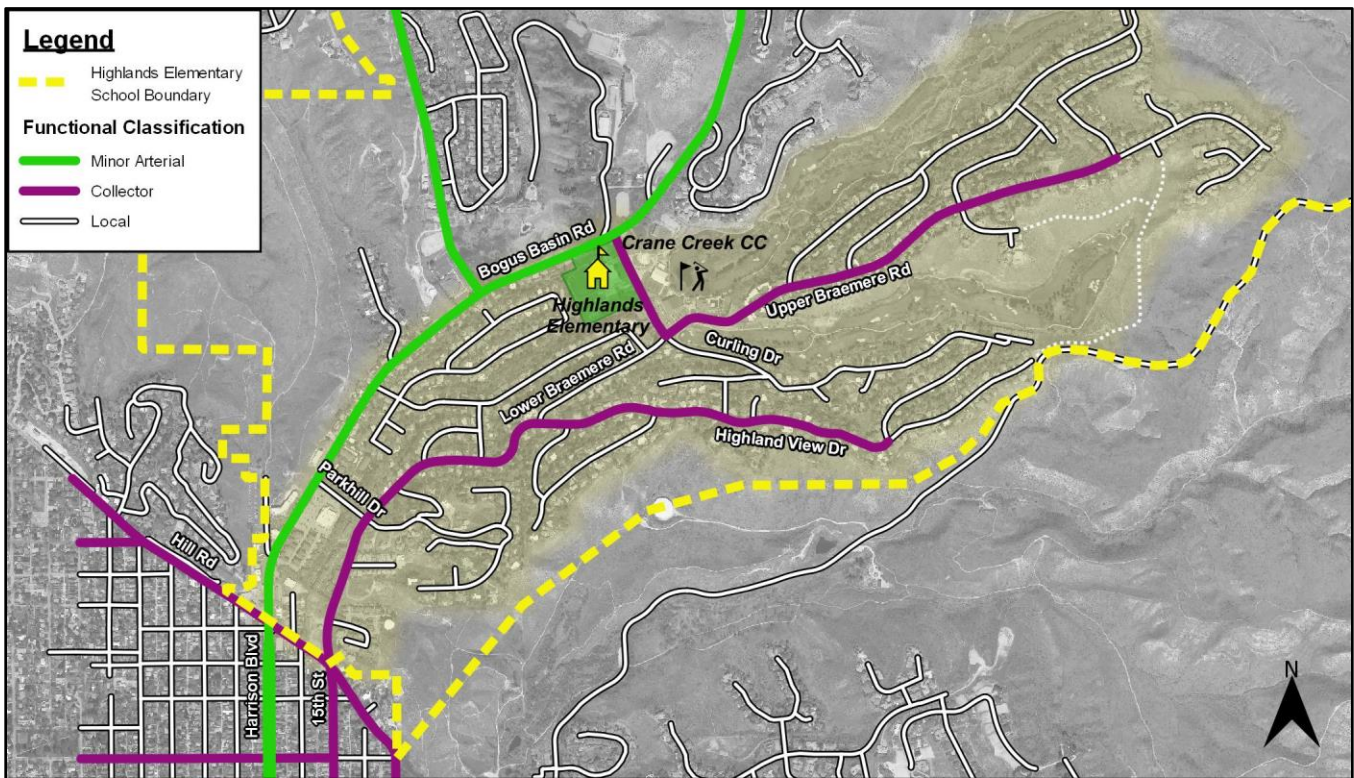 Legend
Highlands Elementary
School Boundary
Functional Classification
Minor Arterial
Collector
Local
Bogus Basin Rd
Crane Creek CC
Highlands
Elementary
Upper Braemere Rd
Curling Dr
Lower Braemere Rd
Highland View Dr
Parkhill Dr
Hill Rd
Harrison Blvd
15th St
N